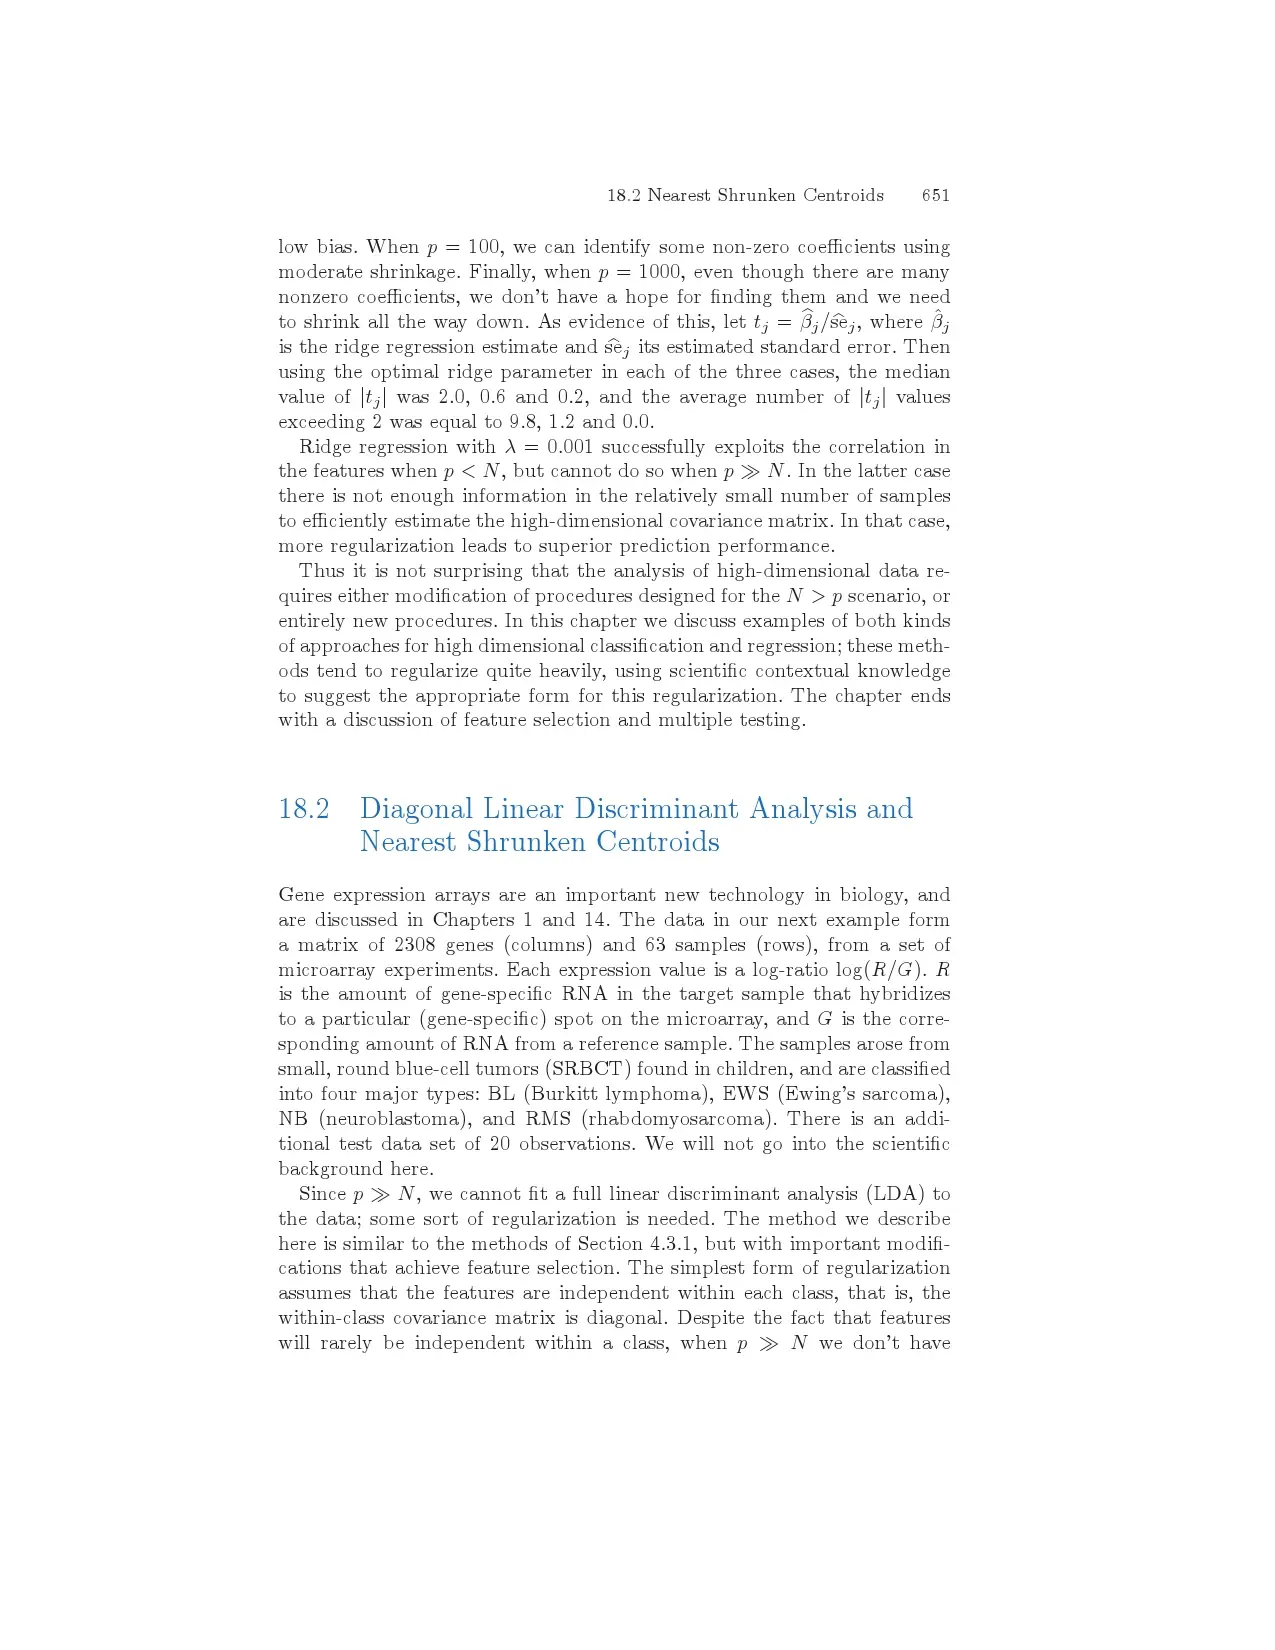 18.2 Nearest Shrunken Centroids 651
low bias. When p = 100, we can identify some non-zero coefficients using
moderate shrinkage. Finally, when p = 1000, even though there are many
nonzero coefficients, we don't have a hope for finding them and we need
to shrink all the way down. As evidence of this, let t_j = β̂_j/ŝe_j, where β̂_j
is the ridge regression estimate and ŝe_j its estimated standard error. Then
using the optimal ridge parameter in each of the three cases, the median
value of |t_j| was 2.0, 0.6 and 0.2, and the average number of |t_j| values
exceeding 2 was equal to 9.8, 1.2 and 0.0.
Ridge regression with λ = 0.001 successfully exploits the correlation in
the features when p < N, but cannot do so when p ≫ N. In the latter case
there is not enough information in the relatively small number of samples
to efficiently estimate the high-dimensional covariance matrix. In that case,
more regularization leads to superior prediction performance.
Thus it is not surprising that the analysis of high-dimensional data re-
quires either modification of procedures designed for the N > p scenario, or
entirely new procedures. In this chapter we discuss examples of both kinds
of approaches for high dimensional classification and regression; these meth-
ods tend to regularize quite heavily, using scientific contextual knowledge
to suggest the appropriate form for this regularization. The chapter ends
with a discussion of feature selection and multiple testing.
18.2 Diagonal Linear Discriminant Analysis and
Nearest Shrunken Centroids
Gene expression arrays are an important new technology in biology, and
are discussed in Chapters 1 and 14. The data in our next example form
a matrix of 2308 genes (columns) and 63 samples (rows), from a set of
microarray experiments. Each expression value is a log-ratio log(R/G). R
is the amount of gene-specific RNA in the target sample that hybridizes
to a particular (gene-specific) spot on the microarray, and G is the corre-
sponding amount of RNA from a reference sample. The samples arose from
small, round blue-cell tumors (SRBCT) found in children, and are classified
into four major types: BL (Burkitt lymphoma), EWS (Ewing's sarcoma),
NB (neuroblastoma), and RMS (rhabdomyosarcoma). There is an addi-
tional test data set of 20 observations. We will not go into the scientific
background here.
Since p ≫ N, we cannot fit a full linear discriminant analysis (LDA) to
the data; some sort of regularization is needed. The method we describe
here is similar to the methods of Section 4.3.1, but with important modifi-
cations that achieve feature selection. The simplest form of regularization
assumes that the features are independent within each class, that is, the
within-class covariance matrix is diagonal. Despite the fact that features
will rarely be independent within a class, when p ≫ N we don't have